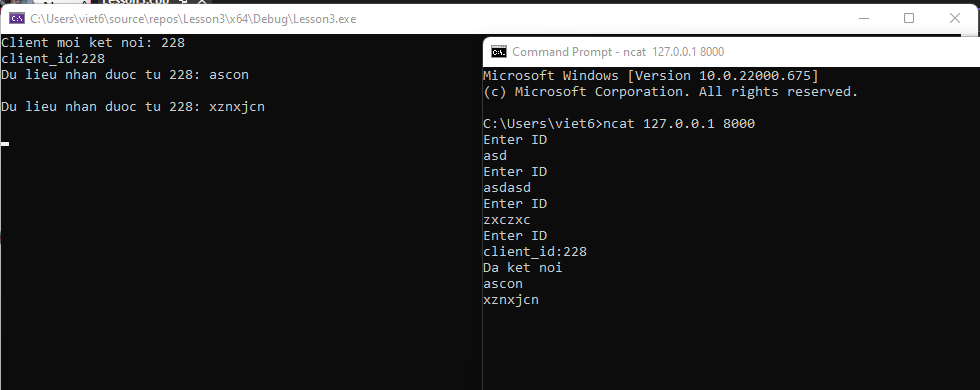 C:\Users\viet6\source\repos\Lesson3\x64\Debug\Lesson3.exe
Client moi ket noi: 228
client_id:228
Du lieu nhan duoc tu 228: ascon
Du lieu nhan duoc tu 228: xznxjcn
Command Prompt - ncat 127.0.0.1 8000
Microsoft Windows [Version 10.0.22000.675]
(c) Microsoft Corporation. All rights reserved.
C:\Users\viet6>ncat 127.0.0.1 8000
Enter ID
asd
Enter ID
asdasd
Enter ID
zxczxc
Enter ID
client_id:228
Da ket noi
ascon
xznxjcn